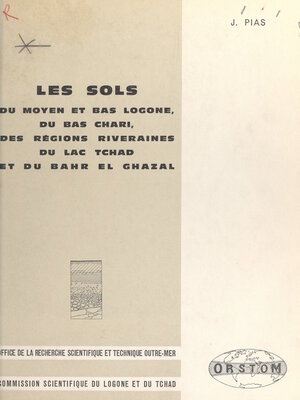 J. PIAS
LES SOLS
DU MOYEN ET BAS LOGONE,
DU BAS CHARI,
DES RÉGIONS RIVERAINES
DU LAC TCHAD
ET DU BAHR EL GHAZAL
OFFICE DE LA RECHERCHE SCIENTIFIQUE ET TECHNIQUE OUTRE-MER
COMMISSION SCIENTIFIQUE DU LOGONE ET DU TCHAD
ORSTOM